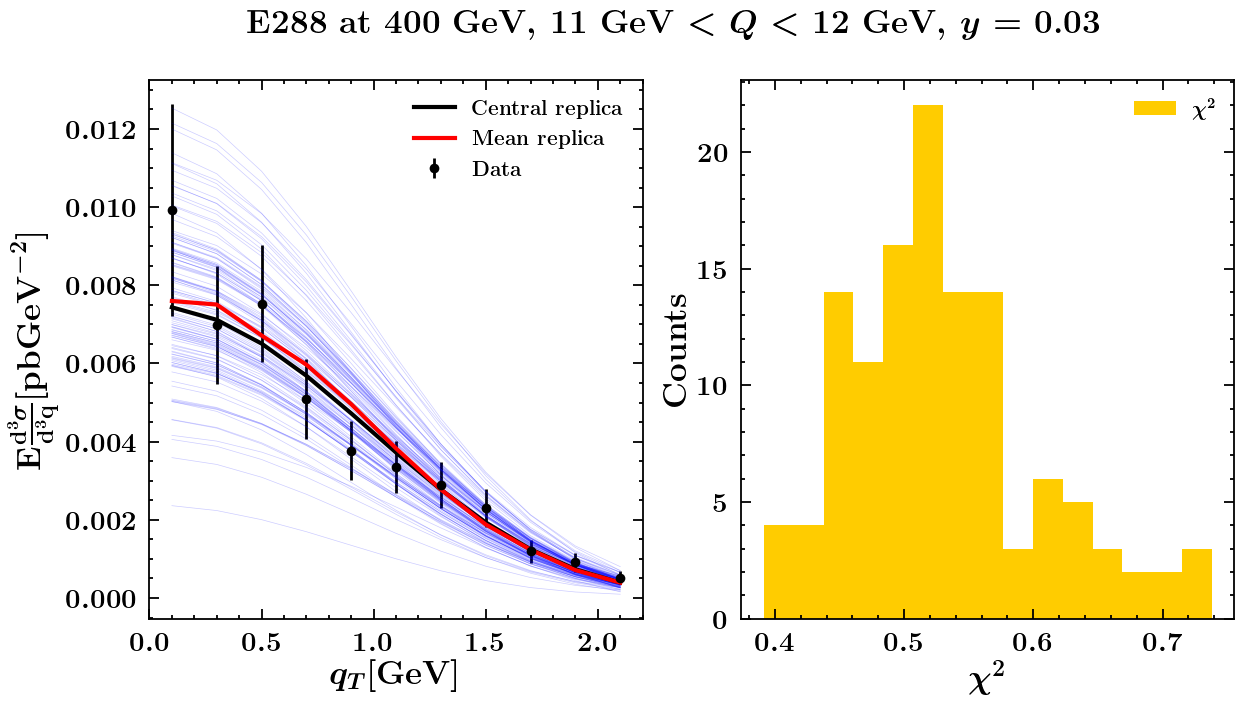 E288 at 400 GeV, 11 GeV < Q < 12 GeV, y = 0.03
Central replica
Mean replica
Data
0.012
0.010
0.008
0.006
0.004
0.002
0.000
E d³σ/d³q [pbGeV⁻²]
0.0 0.5 1.0 1.5 2.0
q_T[GeV]
χ²
20
15
10
5
0
Counts
0.4 0.5 0.6 0.7
χ²